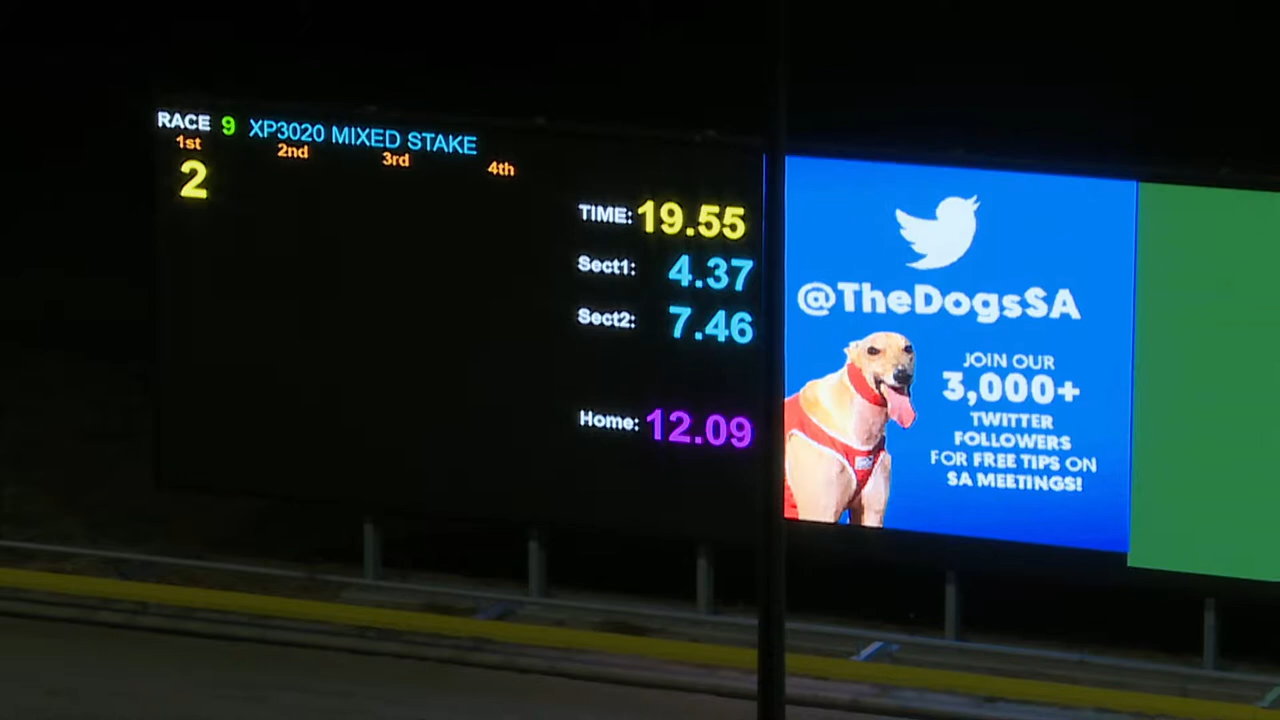 RACE 9 XP3020 MIXED STAKE
1st 2nd 3rd 4th
2
TIME: 19.55
Sect1: 4.37
Sect2: 7.46
Home: 12.09
@TheDogsSA
JOIN OUR
3,000+
TWITTER
FOLLOWERS
FOR FREE TIPS ON
SA MEETINGS!